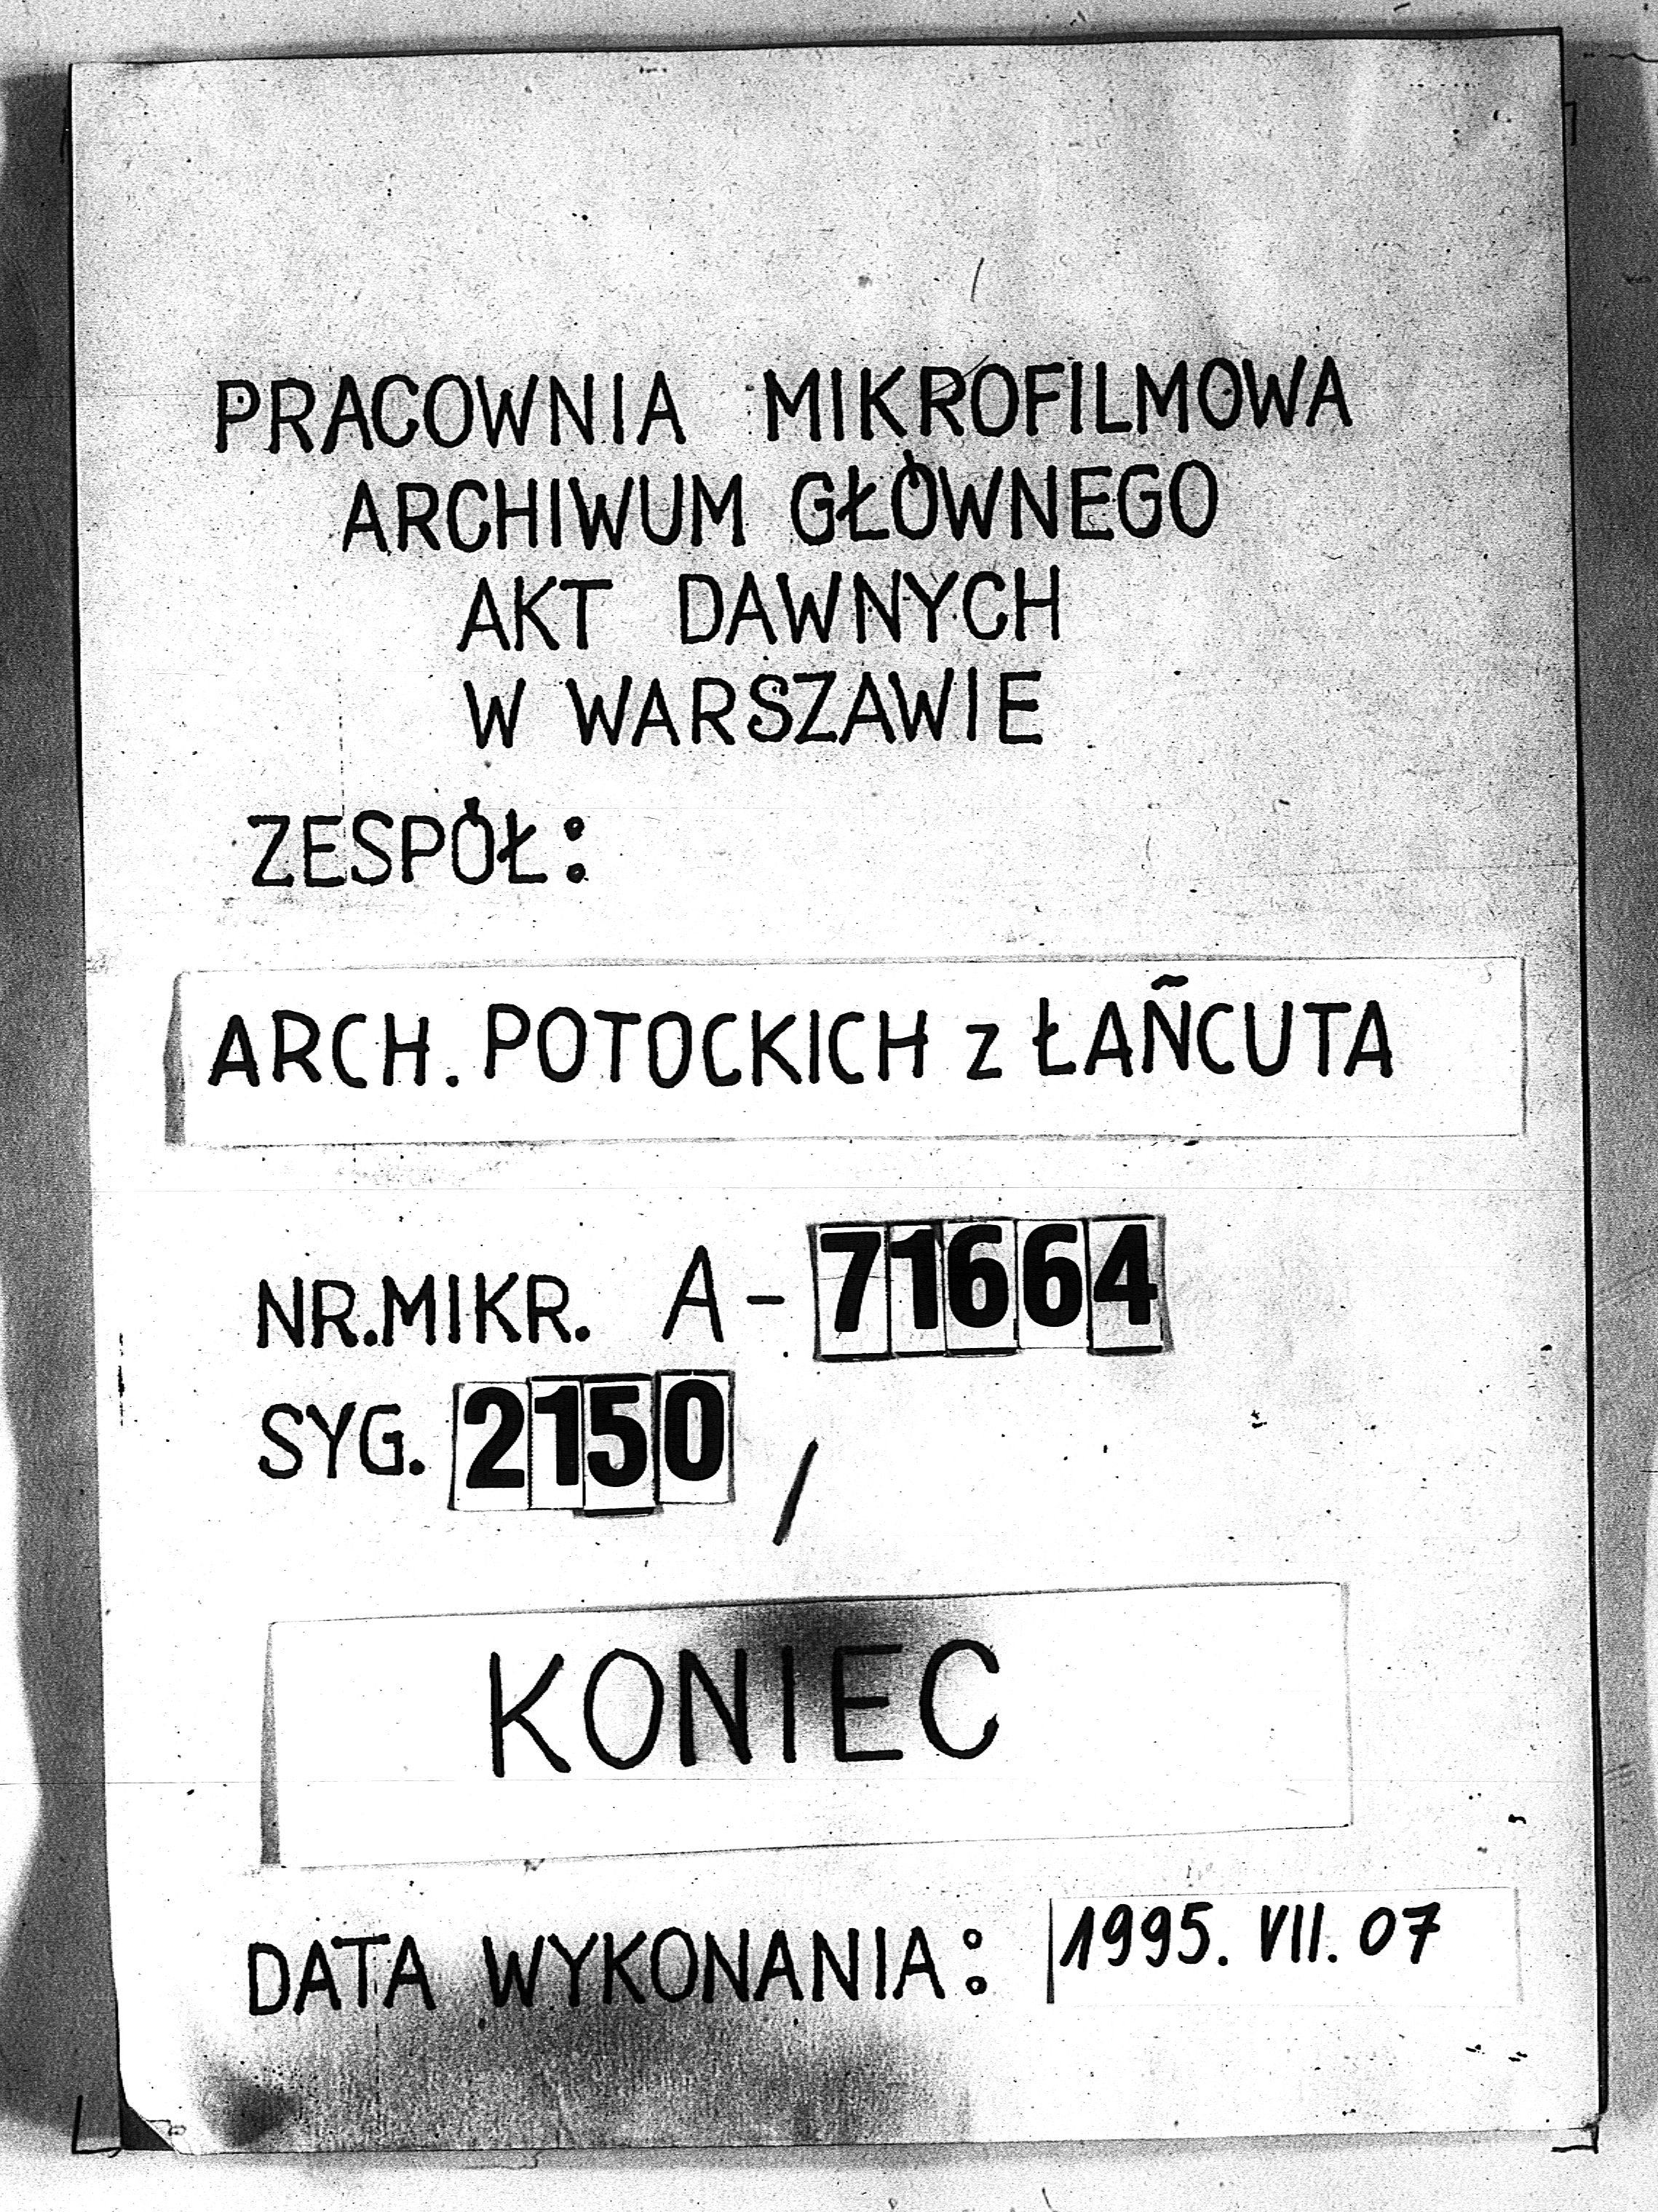 PRACOWNIA MIKROFILMOWA
ARCHIWUM GŁÓWNEGO
AKT DAWNYCH
W WARSZAWIE
ZESPÓŁ:
ARCH. POTOCKICH z ŁAŃCUTA
NR.MIKR. A-71664
SYG. 2150 /
KONIEC
DATA WYKONANIA: 1995. VII. 07